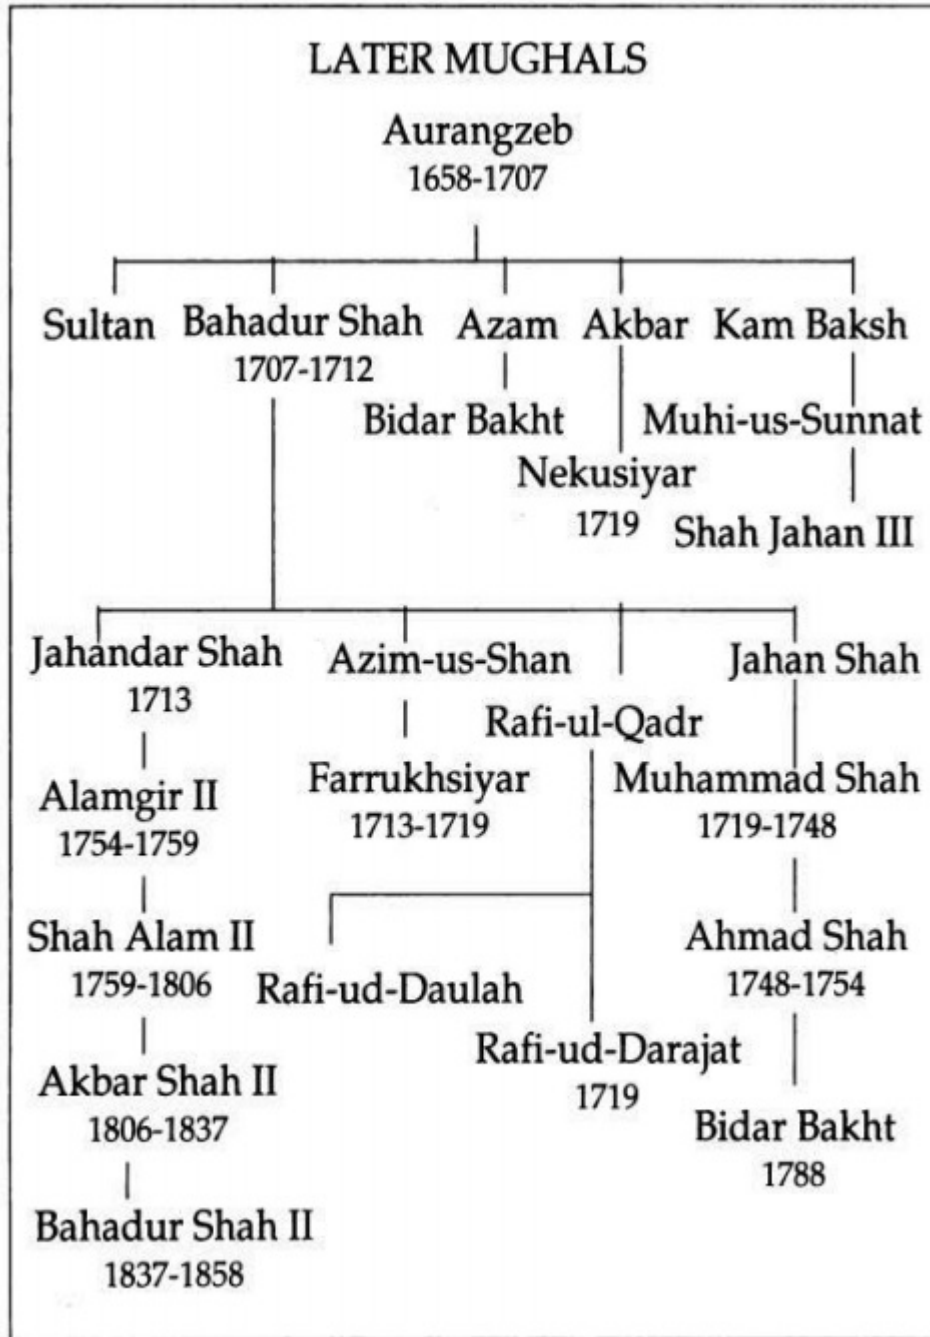 LATER MUGHALS
Aurangzeb
1658-1707
Sultan Bahadur Shah Azam Akbar Kam Baksh
1707-1712
Bidar Bakht Muhi-us-Sunnat
Nekusiyar
1719 Shah Jahan III
Jahandar Shah Azim-us-Shan Jahan Shah
1713 Rafi-ul-Qadr
Alamgir II Farrukhsiyar Muhammad Shah
1754-1759 1713-1719 1719-1748
Shah Alam II Ahmad Shah
1759-1806 Rafi-ud-Daulah 1748-1754
Rafi-ud-Darajat
Akbar Shah II 1719
1806-1837 Bidar Bakht
1788
Bahadur Shah II
1837-1858